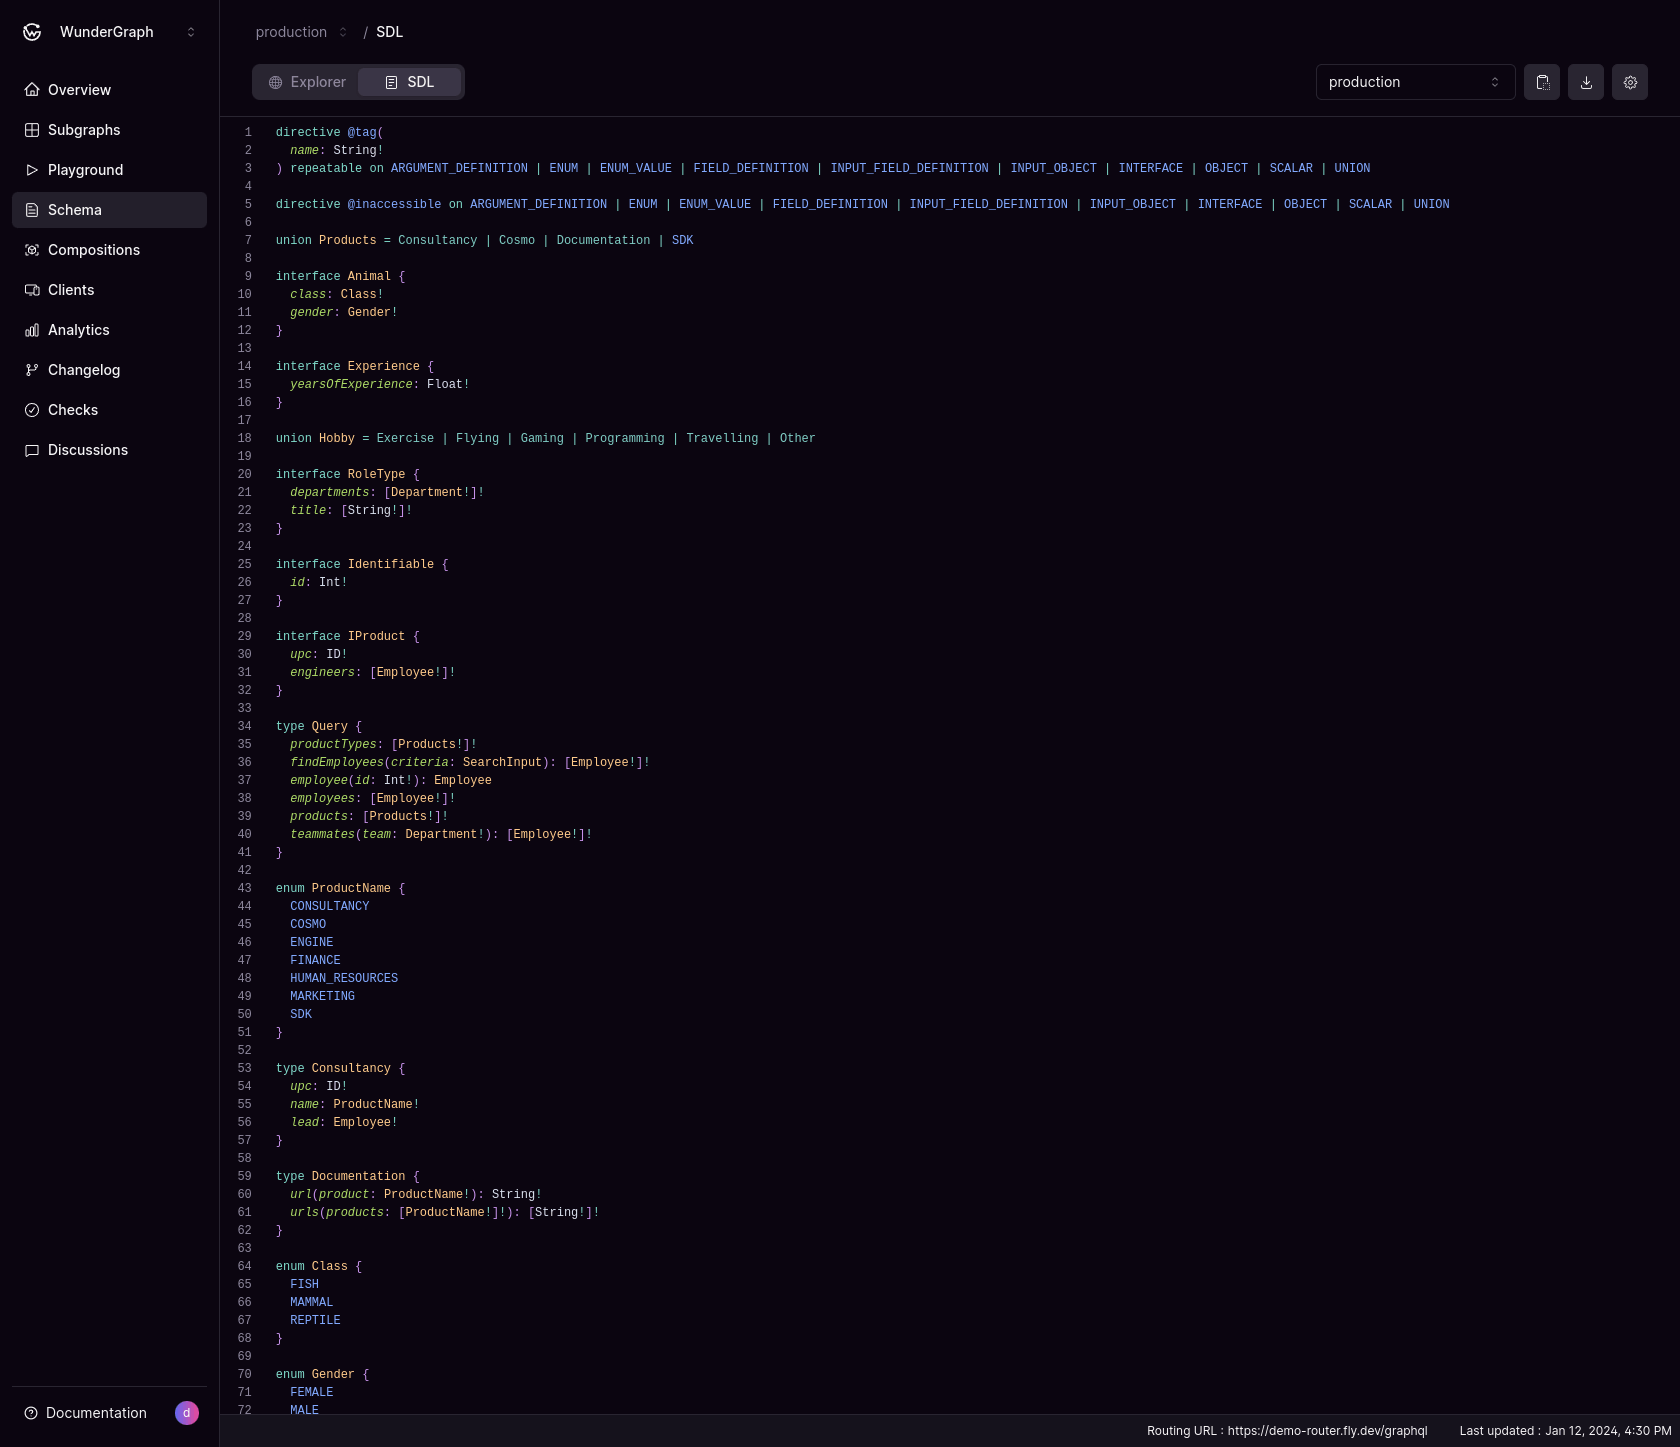 WunderGraph
Overview
Subgraphs
Playground
Schema
Compositions
Clients
Analytics
Changelog
Checks
Discussions
Documentation
d
production / SDL
Explorer SDL
production
1 directive @tag(
2   name: String!
3 ) repeatable on ARGUMENT_DEFINITION | ENUM | ENUM_VALUE | FIELD_DEFINITION | INPUT_FIELD_DEFINITION | INPUT_OBJECT | INTERFACE | OBJECT | SCALAR | UNION
4
5 directive @inaccessible on ARGUMENT_DEFINITION | ENUM | ENUM_VALUE | FIELD_DEFINITION | INPUT_FIELD_DEFINITION | INPUT_OBJECT | INTERFACE | OBJECT | SCALAR | UNION
6
7 union Products = Consultancy | Cosmo | Documentation | SDK
8
9 interface Animal {
10   class: Class!
11   gender: Gender!
12 }
13
14 interface Experience {
15   yearsOfExperience: Float!
16 }
17
18 union Hobby = Exercise | Flying | Gaming | Programming | Travelling | Other
19
20 interface RoleType {
21   departments: [Department!]!
22   title: [String!]!
23 }
24
25 interface Identifiable {
26   id: Int!
27 }
28
29 interface IProduct {
30   upc: ID!
31   engineers: [Employee!]!
32 }
33
34 type Query {
35   productTypes: [Products!]!
36   findEmployees(criteria: SearchInput): [Employee!]!
37   employee(id: Int!): Employee
38   employees: [Employee!]!
39   products: [Products!]!
40   teammates(team: Department!): [Employee!]!
41 }
42
43 enum ProductName {
44   CONSULTANCY
45   COSMO
46   ENGINE
47   FINANCE
48   HUMAN_RESOURCES
49   MARKETING
50   SDK
51 }
52
53 type Consultancy {
54   upc: ID!
55   name: ProductName!
56   lead: Employee!
57 }
58
59 type Documentation {
60   url(product: ProductName!): String!
61   urls(products: [ProductName!]!): [String!]!
62 }
63
64 enum Class {
65   FISH
66   MAMMAL
67   REPTILE
68 }
69
70 enum Gender {
71   FEMALE
72   MALE
Routing URL : https://demo-router.fly.dev/graphql Last updated : Jan 12, 2024, 4:30 PM